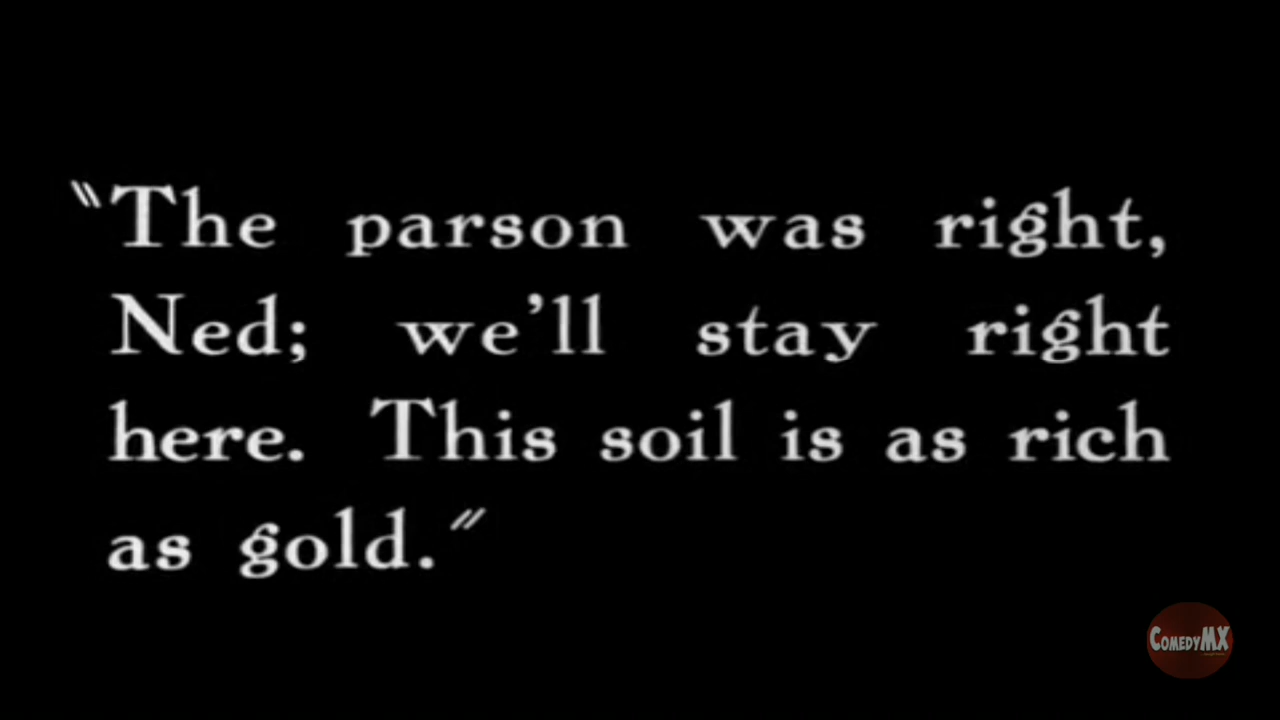 "The parson was right,
Ned; we'll stay right
here. This soil is as rich
as gold."
COMEDYMX